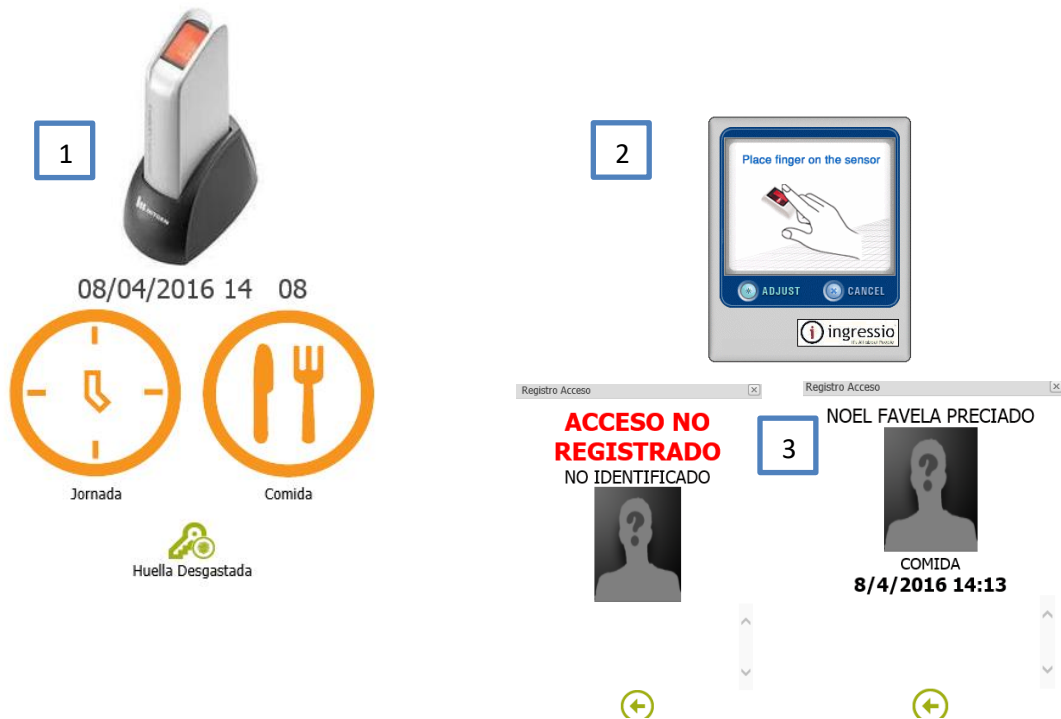 1
NITGEN
08/04/2016 14 08
Jornada
Comida
Huella Desgastada
2
Place finger on the sensor
ADJUST
CANCEL
ingressio
Registro Acceso
ACCESO NO
REGISTRADO
NO IDENTIFICADO
3
Registro Acceso
NOEL FAVELA PRECIADO
COMIDA
8/4/2016 14:13